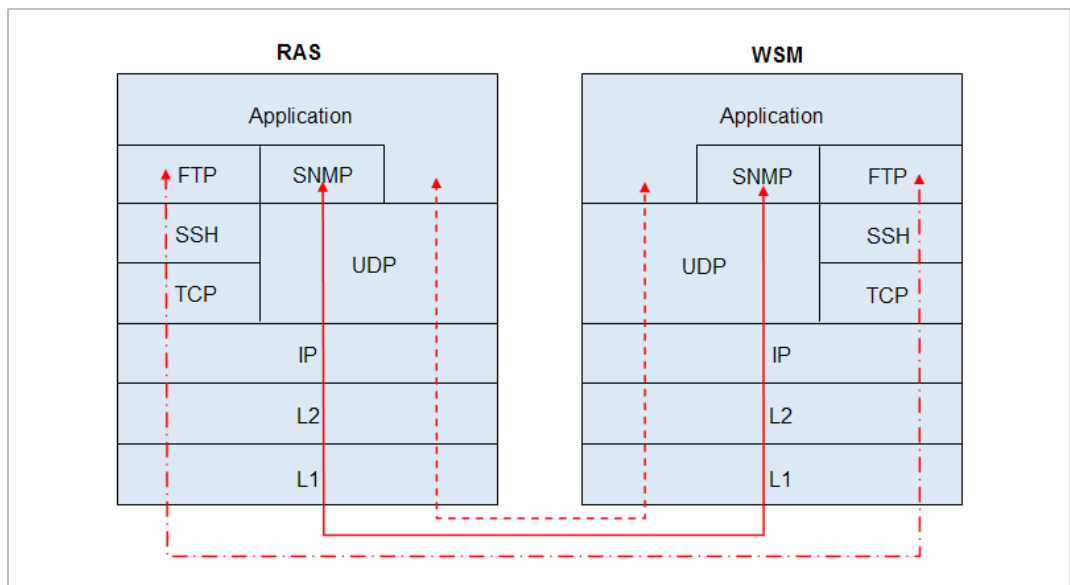 RAS
Application
FTP
SNMP
SSH
UDP
TCP
IP
L2
L1
WSM
Application
SNMP
FTP
SSH
UDP
TCP
IP
L2
L1